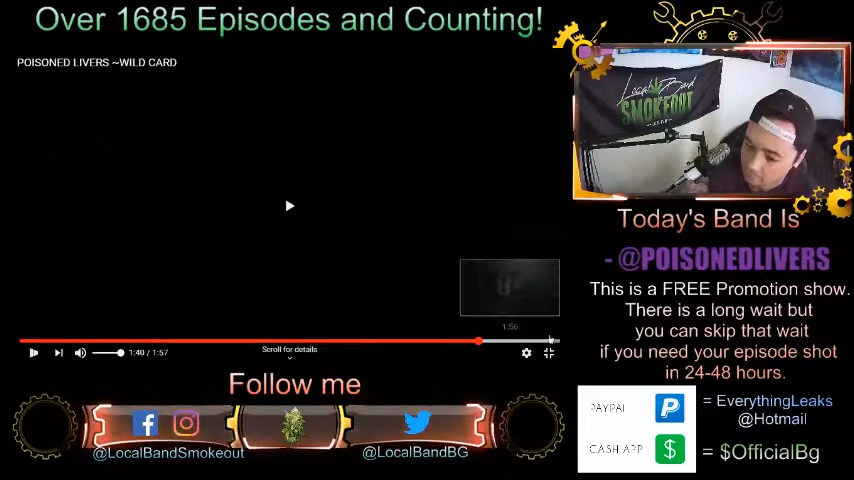 Over 1685 Episodes and Counting!
POISONED LIVERS ~WILD CARD
Local Band
SMOKEOUT
Today's Band Is
- @POISONEDLIVERS
This is a FREE Promotion show.
There is a long wait but
you can skip that wait
if you need your episode shot
in 24-48 hours.
1:56
1:40 / 1:57
Scroll for details
Follow me
@LocalBandSmokeout
@LocalBandBG
PAYPAL
= EverythingLeaks
@Hotmail
CASH APP
= $OfficialBg